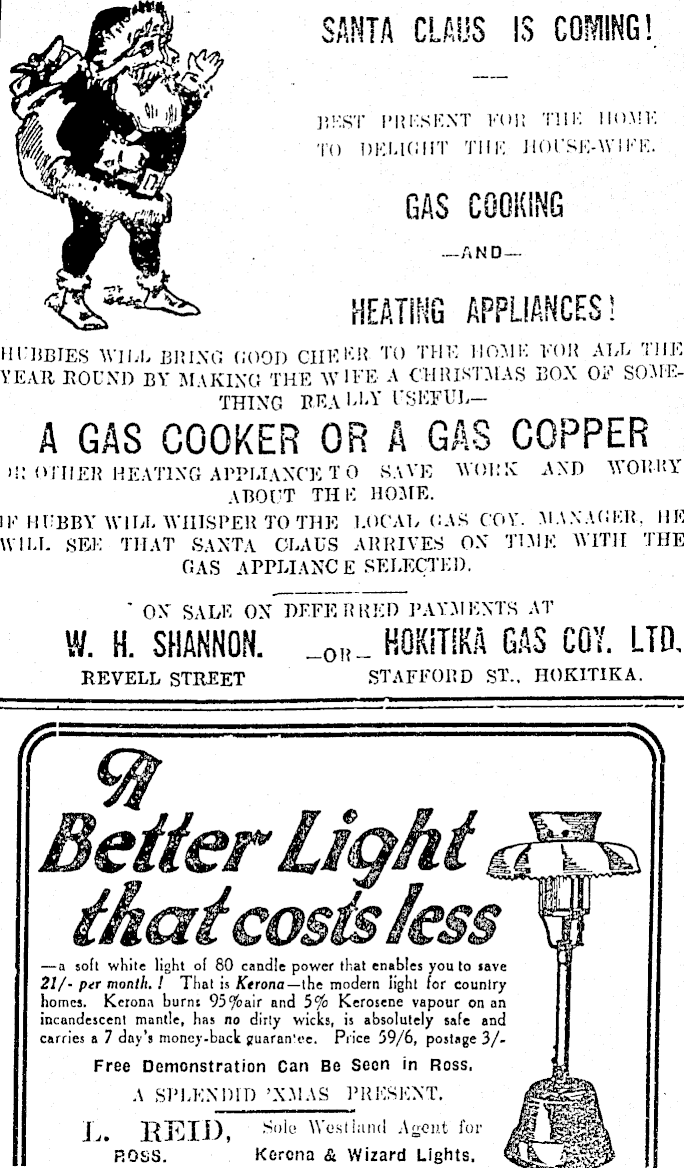 SANTA CLAUS IS COMING!
BEST PRESENT FOR THE HOME
TO DELIGHT THE HOUSE-WIFE.
GAS COOKING
—AND—
HEATING APPLIANCES!
HUBBIES WILL BRING GOOD CHEER TO THE HOME FOR ALL THE
YEAR ROUND BY MAKING THE WIFE A CHRISTMAS BOX OF SOME-
THING REALLY USEFUL—
A GAS COOKER OR A GAS COPPER
OR OTHER HEATING APPLIANCE TO SAVE WORK AND WORRY
ABOUT THE HOME.
IF HUBBY WILL WHISPER TO THE LOCAL GAS COY. MANAGER, HE
WILL SEE THAT SANTA CLAUS ARRIVES ON TIME WITH THE
GAS APPLIANCE SELECTED.
ON SALE ON DEFERRED PAYMENTS AT
W. H. SHANNON. —OR— HOKITIKA GAS COY. LTD.
REVELL STREET STAFFORD ST., HOKITIKA.
A
Better Light
that costs less
—a soft white light of 80 candle power that enables you to save
21/- per month. ! That is Kerona—the modern light for country
homes. Kerona burns 95% air and 5% Kerosene vapour on an
incandescent mantle, has no dirty wicks, is absolutely safe and
carries a 7 day's money-back guarantee. Price 59/6, postage 3/-
Free Demonstration Can Be Seen in Ross.
A SPLENDID 'XMAS PRESENT.
L. REID, Sole Westland Agent for
ROSS. Kerona & Wizard Lights.